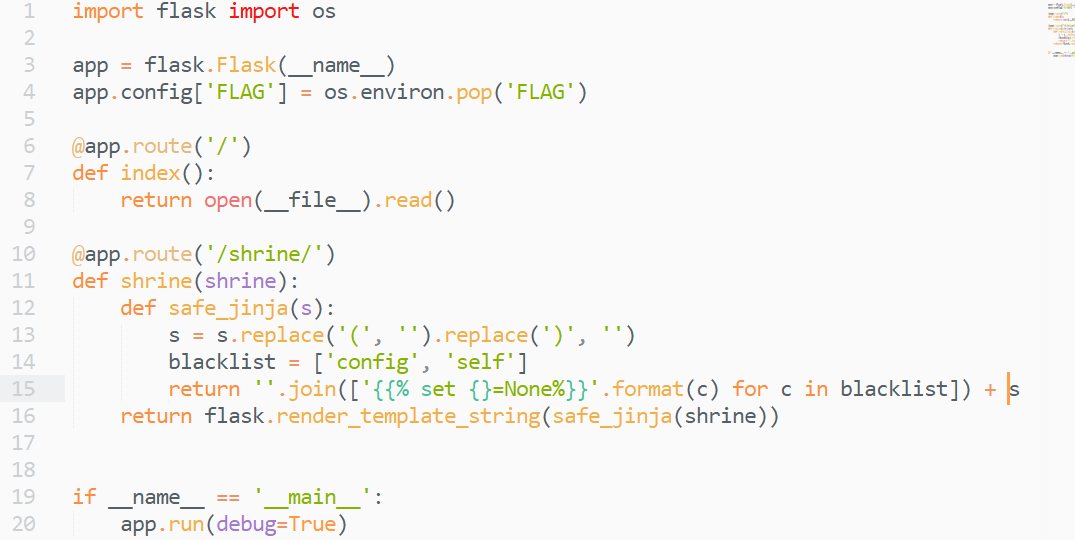 1 import flask import os
2
3 app = flask.Flask(__name__)
4 app.config['FLAG'] = os.environ.pop('FLAG')
5
6 @app.route('/')
7 def index():
8     return open(__file__).read()
9
10 @app.route('/shrine/')
11 def shrine(shrine):
12     def safe_jinja(s):
13         s = s.replace('(', '').replace(')', '')
14         blacklist = ['config', 'self']
15         return ''.join(['{{% set {}=None%}}'.format(c) for c in blacklist]) + s
16     return flask.render_template_string(safe_jinja(shrine))
17
18
19 if __name__ == '__main__':
20     app.run(debug=True)